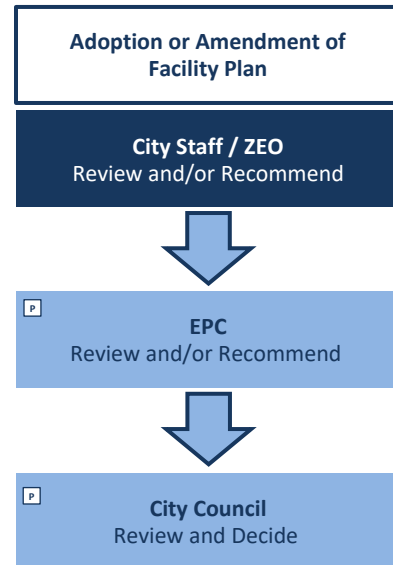 Adoption or Amendment of
Facility Plan
City Staff / ZEO
Review and/or Recommend
P
EPC
Review and/or Recommend
P
City Council
Review and Decide